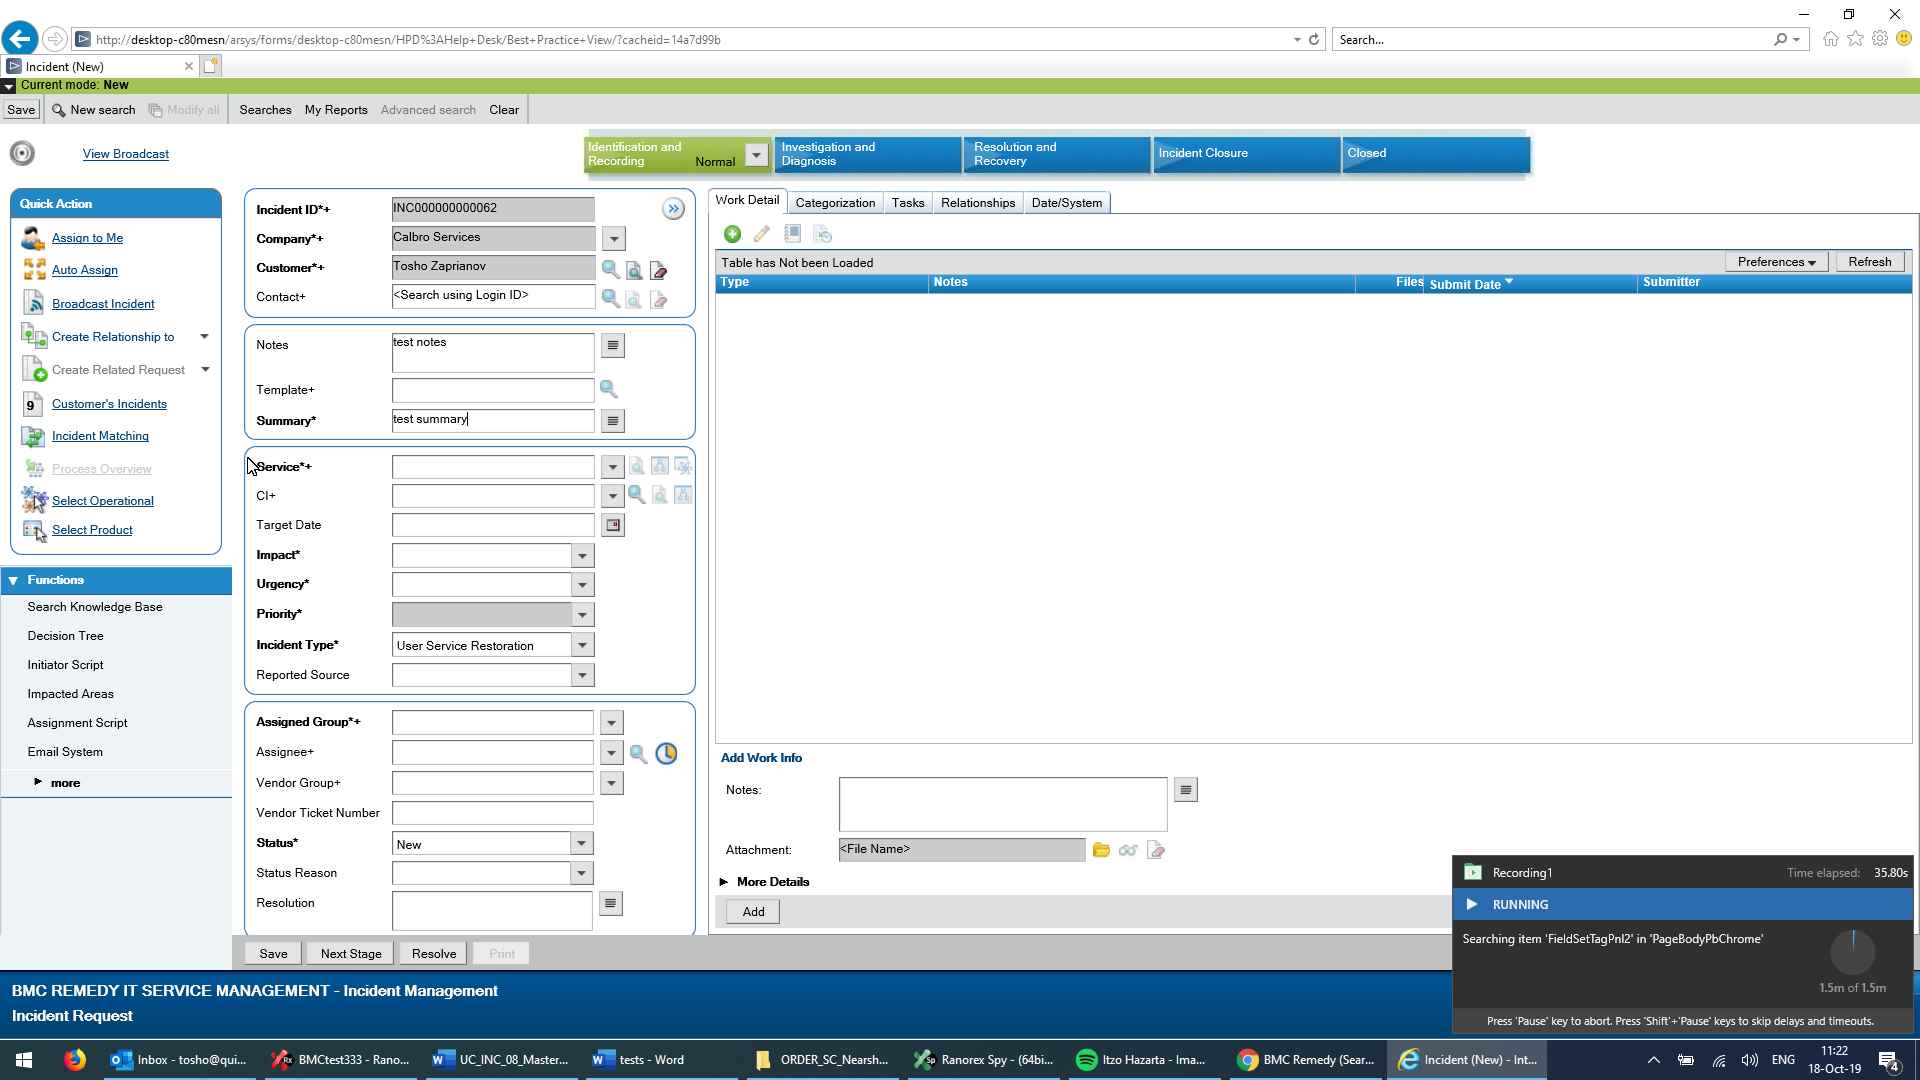 http://desktop-c80mesn/arsys/forms/desktop-c80mesn/HPD%3AHelp+Desk/Best+Practice+View/?cacheid=14a7d99b
Search...
Incident (New)
Current mode: New
Save
New search
Modify all
Searches
My Reports
Advanced search
Clear
View Broadcast
Identification and
Recording
Normal
Investigation and
Diagnosis
Resolution and
Recovery
Incident Closure
Closed
Quick Action
Assign to Me
Auto Assign
Broadcast Incident
Create Relationship to
Create Related Request
9
Customer's Incidents
Incident Matching
Process Overview
Select Operational
Select Product
Functions
Search Knowledge Base
Decision Tree
Initiator Script
Impacted Areas
Assignment Script
Email System
more
Incident ID*+
INC000000000062
Company*+
Calbro Services
Customer*+
Tosho Zaprianov
Contact+
<Search using Login ID>
Notes
test notes
Template+
Summary*
test summary
Service*+
CI+
Target Date
Impact*
Urgency*
Priority*
Incident Type*
User Service Restoration
Reported Source
Assigned Group*+
Assignee+
Vendor Group+
Vendor Ticket Number
Status*
New
Status Reason
Resolution
Work Detail
Categorization
Tasks
Relationships
Date/System
Table has Not been Loaded
Preferences
Refresh
Type
Notes
Files
Submit Date
Submitter
Add Work Info
Notes:
Attachment:
<File Name>
More Details
Add
Save
Next Stage
Resolve
Print
Recording1
Time elapsed: 35.80s
RUNNING
Searching item 'FieldSetTagPnl2' in 'PageBodyPbChrome'
1.5m of 1.5m
Press 'Pause' key to abort. Press 'Shift'+'Pause' keys to skip delays and timeouts.
BMC REMEDY IT SERVICE MANAGEMENT - Incident Management
Incident Request
Inbox - tosho@qui...
BMCtest333 - Rano...
UC_INC_08_Master...
tests - Word
ORDER_SC_Nearsh...
Ranorex Spy - (64bi...
Itzo Hazarta - Ima...
BMC Remedy (Sear...
Incident (New) - Int...
ENG
11:22
18-Oct-19
4